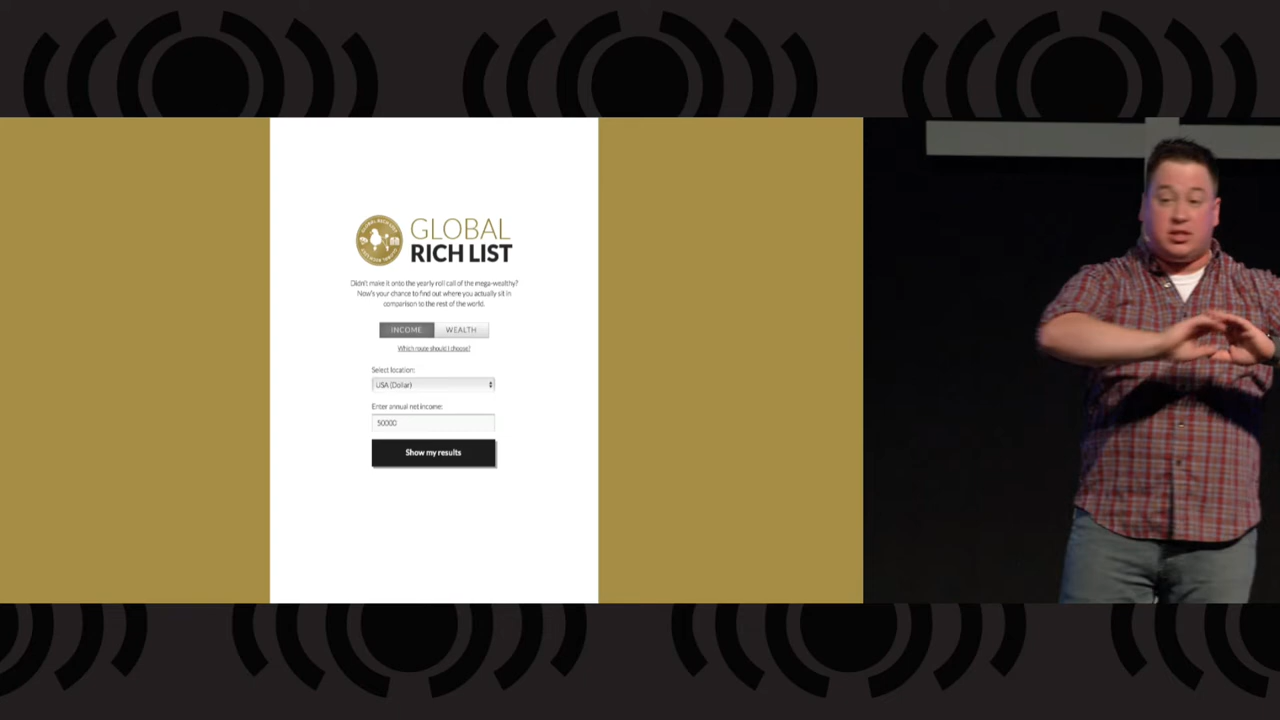 GLOBAL
RICH LIST
Didn't make it onto the yearly roll call of the mega-wealthy?
Now's your chance to find out where you actually sit in
comparison to the rest of the world.
INCOME WEALTH
Which route should I choose?
Select location:
USA (Dollar)
Enter annual net income:
50000
Show my results